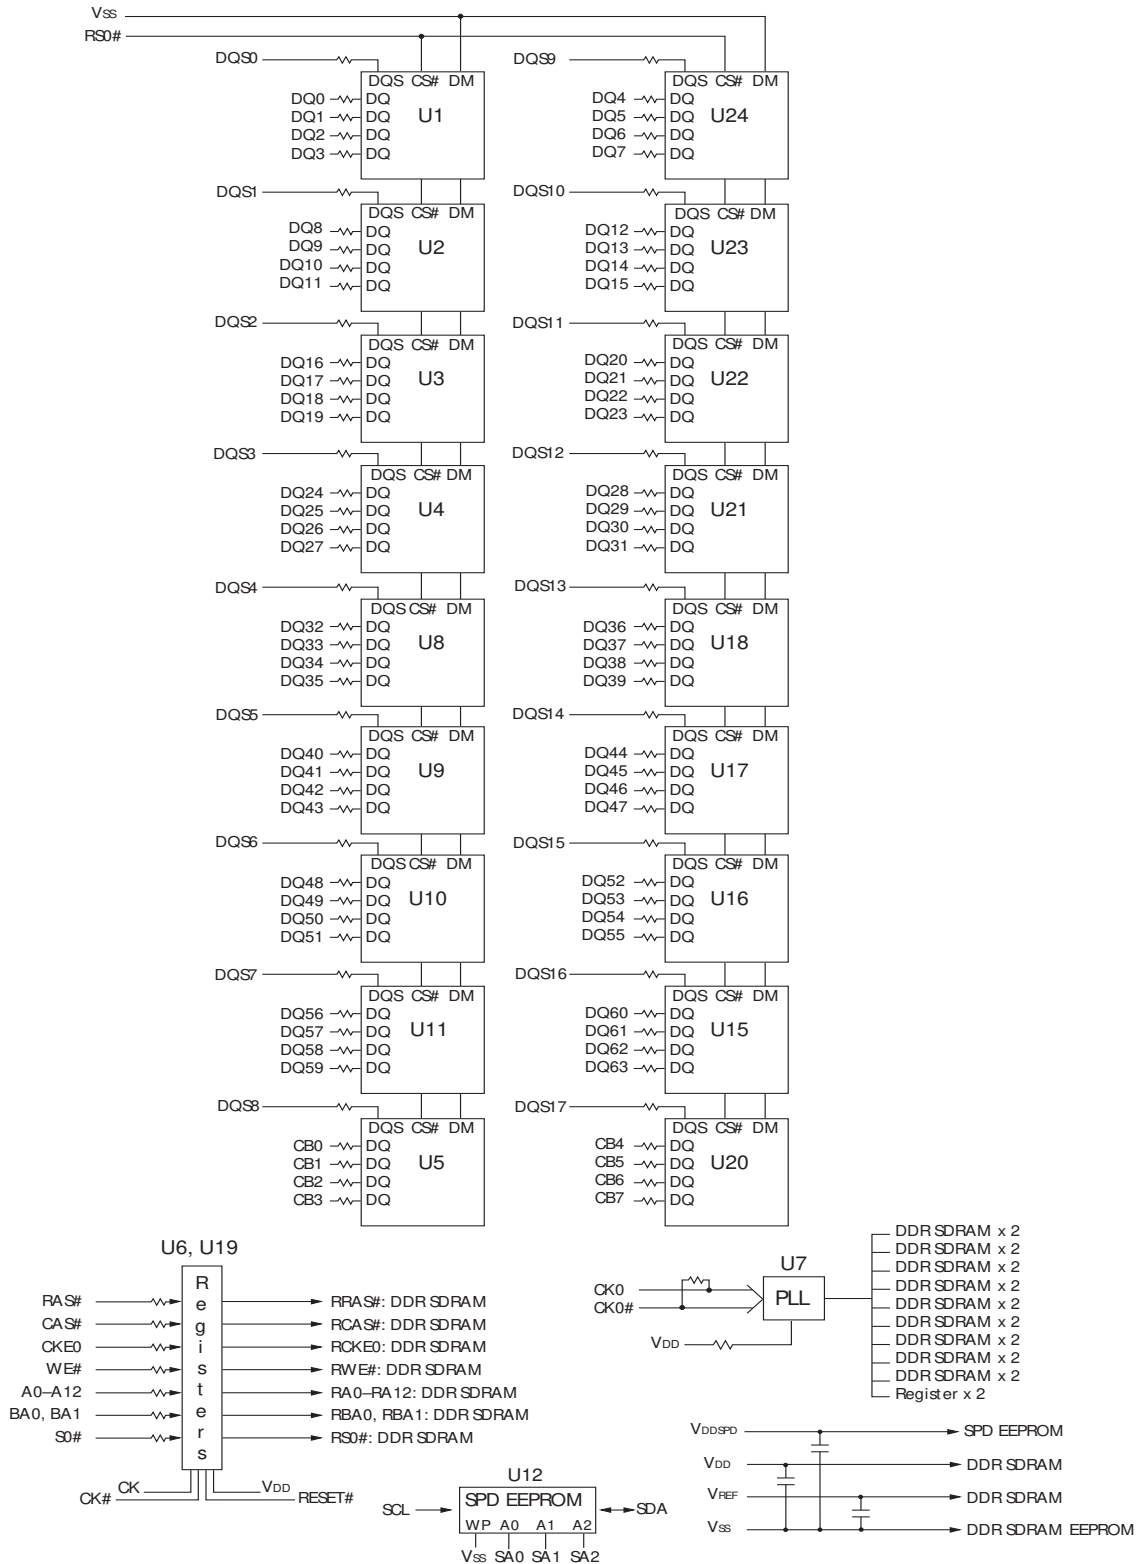 VSS
RS0#
DQS0
DQS CS# DM
DQ0 DQ
DQ1 DQ
DQ2 DQ
DQ3 DQ
U1
DQS9
DQS CS# DM
DQ4 DQ
DQ5 DQ
DQ6 DQ
DQ7 DQ
U24
DQS1
DQS CS# DM
DQ8 DQ
DQ9 DQ
DQ10 DQ
DQ11 DQ
U2
DQS10
DQS CS# DM
DQ12 DQ
DQ13 DQ
DQ14 DQ
DQ15 DQ
U23
DQS2
DQS CS# DM
DQ16 DQ
DQ17 DQ
DQ18 DQ
DQ19 DQ
U3
DQS11
DQS CS# DM
DQ20 DQ
DQ21 DQ
DQ22 DQ
DQ23 DQ
U22
DQS3
DQS CS# DM
DQ24 DQ
DQ25 DQ
DQ26 DQ
DQ27 DQ
U4
DQS12
DQS CS# DM
DQ28 DQ
DQ29 DQ
DQ30 DQ
DQ31 DQ
U21
DQS4
DQS CS# DM
DQ32 DQ
DQ33 DQ
DQ34 DQ
DQ35 DQ
U8
DQS13
DQS CS# DM
DQ36 DQ
DQ37 DQ
DQ38 DQ
DQ39 DQ
U18
DQS5
DQS CS# DM
DQ40 DQ
DQ41 DQ
DQ42 DQ
DQ43 DQ
U9
DQS14
DQS CS# DM
DQ44 DQ
DQ45 DQ
DQ46 DQ
DQ47 DQ
U17
DQS6
DQS CS# DM
DQ48 DQ
DQ49 DQ
DQ50 DQ
DQ51 DQ
U10
DQS15
DQS CS# DM
DQ52 DQ
DQ53 DQ
DQ54 DQ
DQ55 DQ
U16
DQS7
DQS CS# DM
DQ56 DQ
DQ57 DQ
DQ58 DQ
DQ59 DQ
U11
DQS16
DQS CS# DM
DQ60 DQ
DQ61 DQ
DQ62 DQ
DQ63 DQ
U15
DQS8
DQS CS# DM
CB0 DQ
CB1 DQ
CB2 DQ
CB3 DQ
U5
DQS17
DQS CS# DM
CB4 DQ
CB5 DQ
CB6 DQ
CB7 DQ
U20
U6, U19
Registers
RAS# RRAS#: DDR SDRAM
CAS# RCAS#: DDR SDRAM
CKE0 RCKE0: DDR SDRAM
WE# RWE#: DDR SDRAM
A0–A12 RA0–RA12: DDR SDRAM
BA0, BA1 RBA0, RBA1: DDR SDRAM
S0# RS0#: DDR SDRAM
CK VDD
CK# RESET#
U7
PLL
CK0
CK0#
VDD
DDR SDRAM x 2
DDR SDRAM x 2
DDR SDRAM x 2
DDR SDRAM x 2
DDR SDRAM x 2
DDR SDRAM x 2
DDR SDRAM x 2
DDR SDRAM x 2
DDR SDRAM x 2
Register x 2
U12
SCL SPD EEPROM SDA
WP A0 A1 A2
VSS SA0 SA1 SA2
VDDSPD SPD EEPROM
VDD DDR SDRAM
VREF DDR SDRAM
VSS DDR SDRAM EEPROM